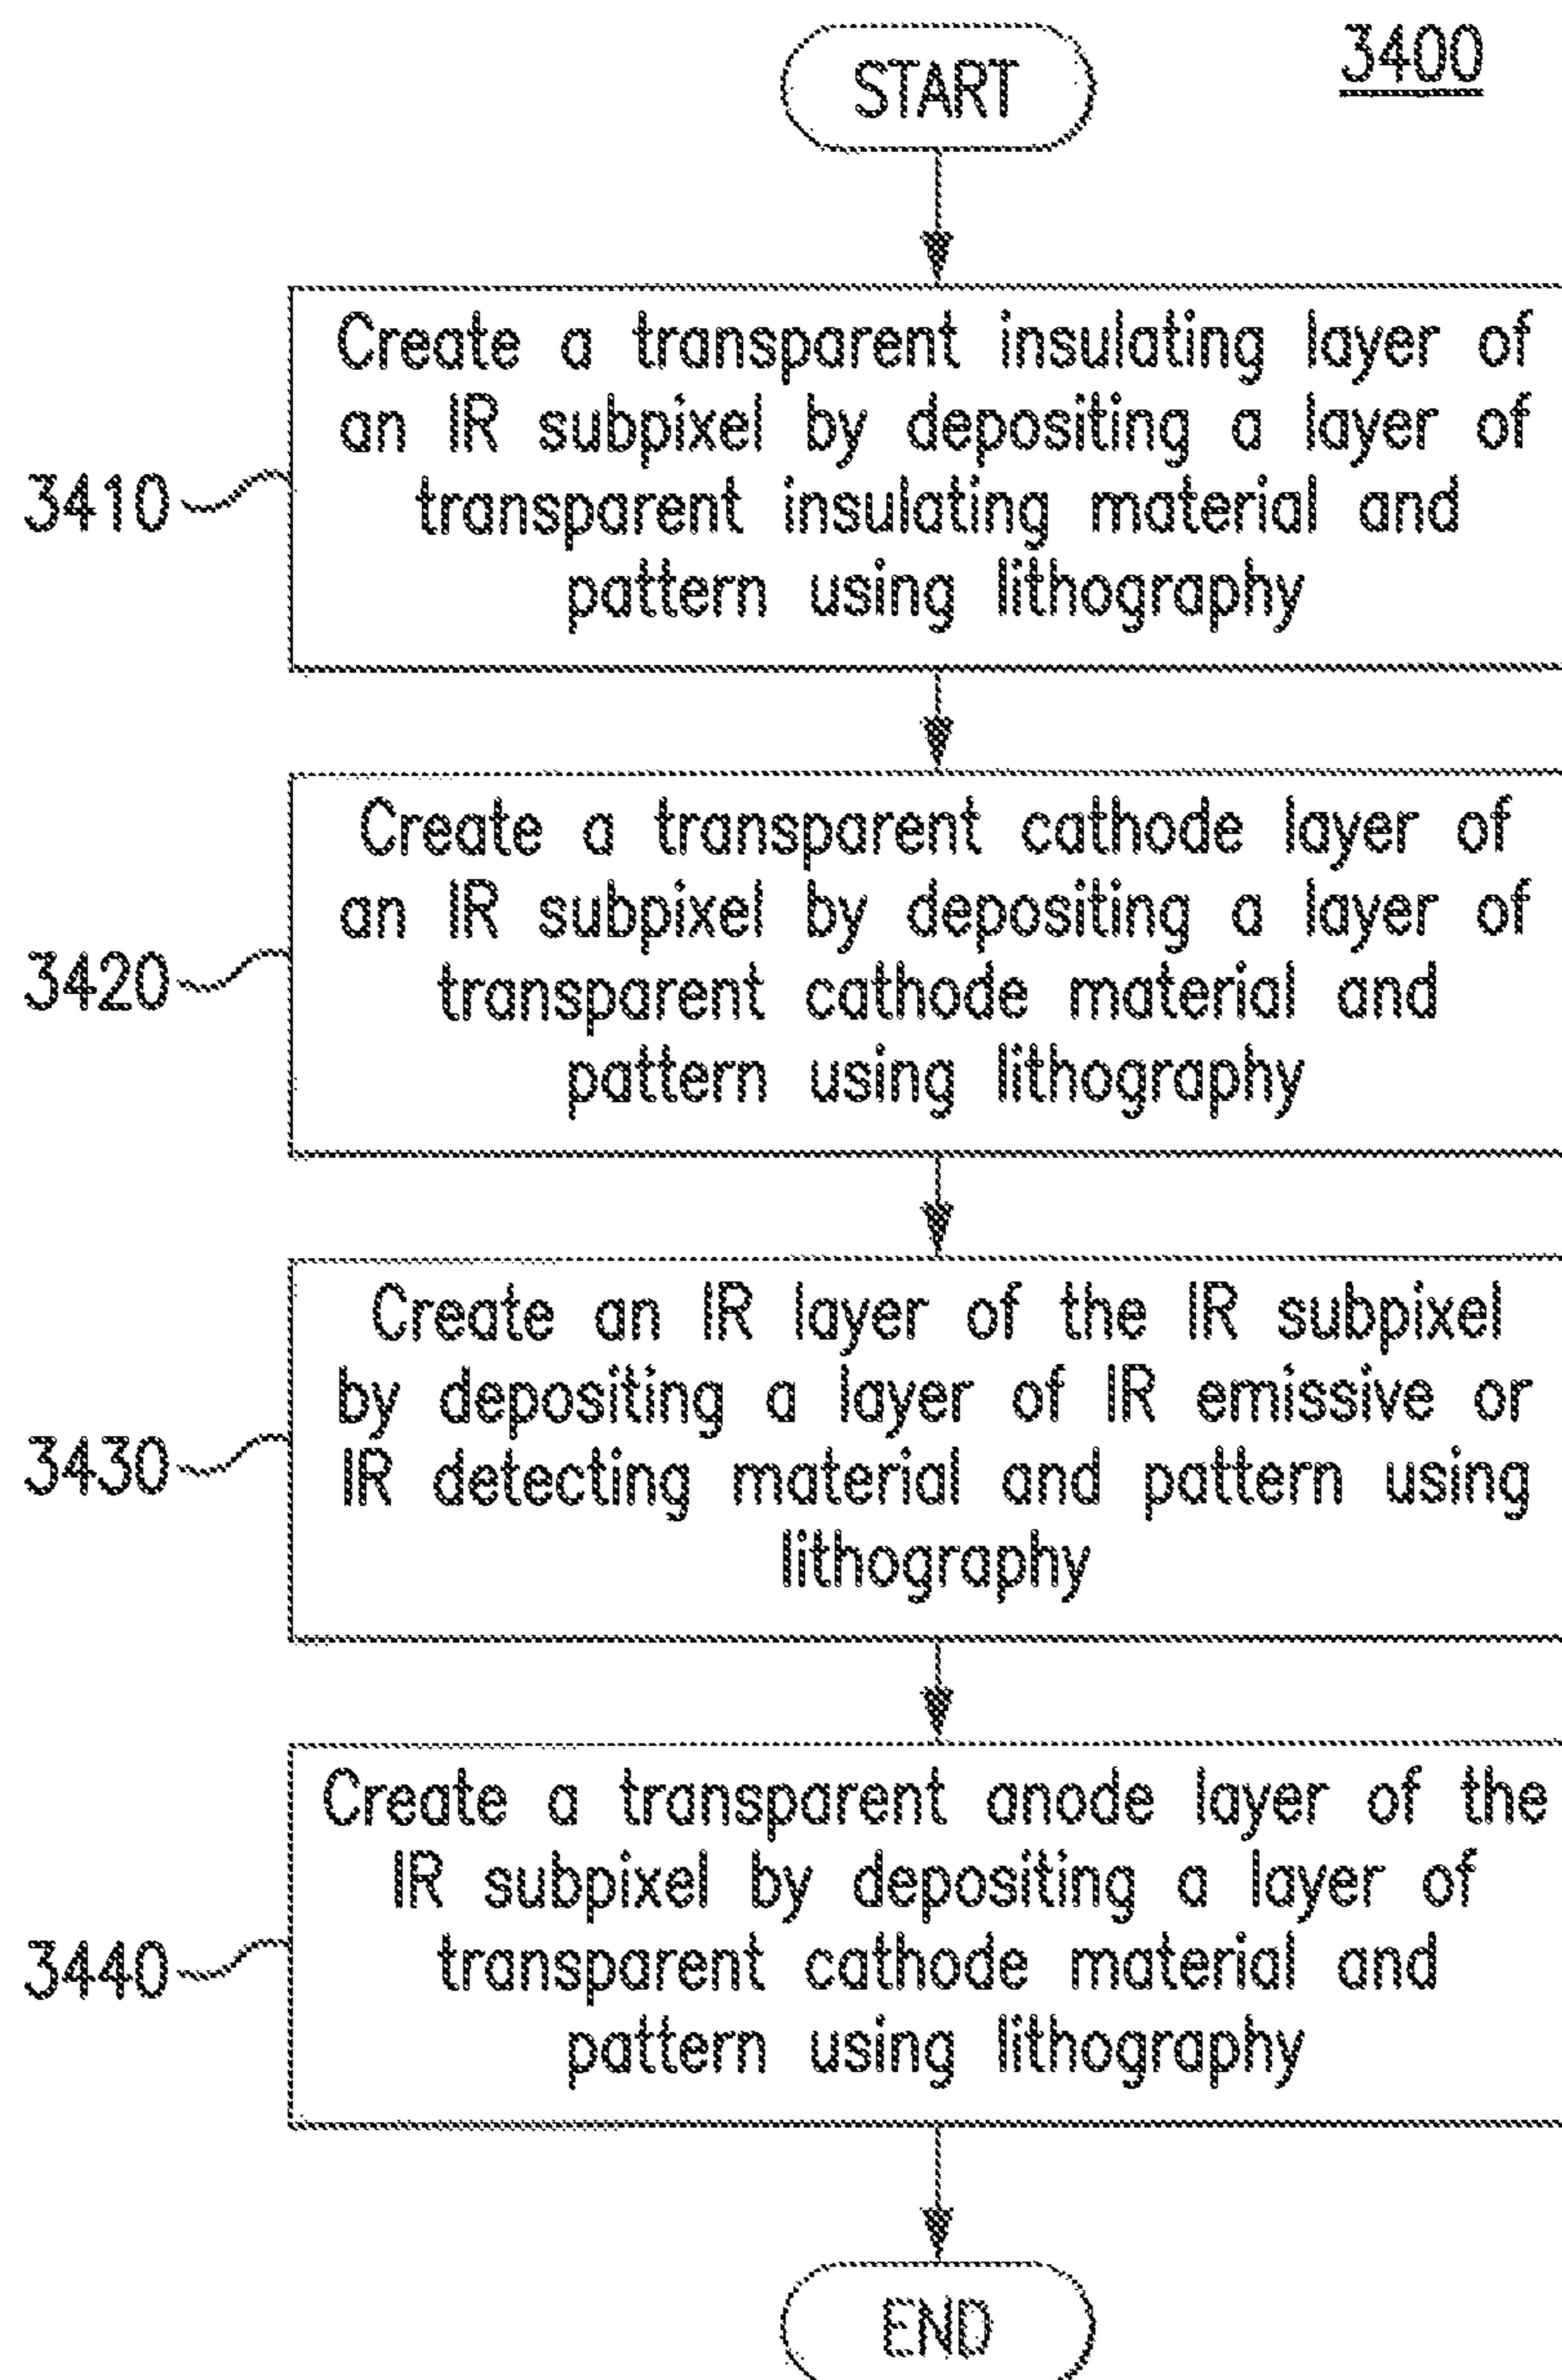 3400
START
3410
Create a transparent insulating layer of
an IR subpixel by depositing a layer of
transparent insulating material and
pattern using lithography
3420
Create a transparent cathode layer of
an IR subpixel by depositing a layer of
transparent cathode material and
pattern using lithography
3430
Create an IR layer of the IR subpixel
by depositing a layer of IR emissive or
IR detecting material and pattern using
lithography
3440
Create a transparent anode layer of the
IR subpixel by depositing a layer of
transparent cathode material and
pattern using lithography
END